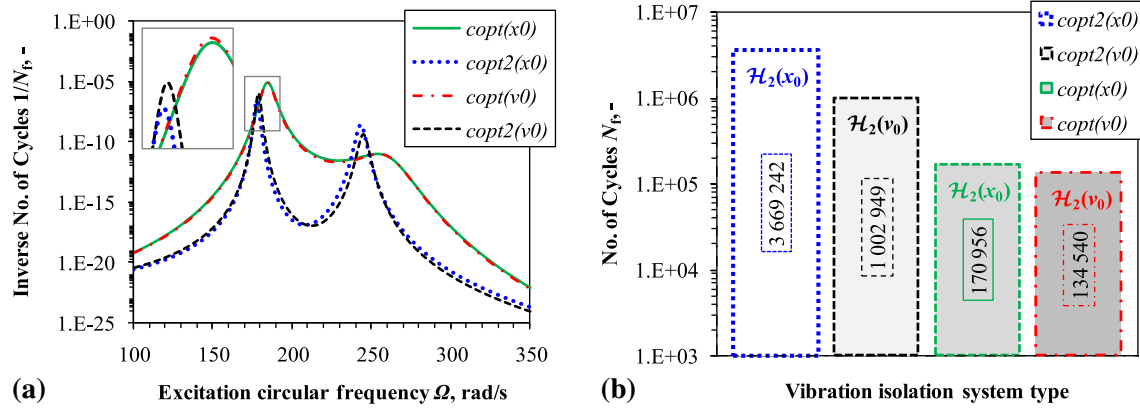 (a)
Inverse No. of Cycles 1/Nf, -
1.E+00
1.E-05
1.E-10
1.E-15
1.E-20
1.E-25
100
150
200
250
300
350
Excitation circular frequency Ω, rad/s
copt(x0)
copt2(x0)
copt(v0)
copt2(v0)
(b)
No. of Cycles Nf, -
1.E+07
1.E+06
1.E+05
1.E+04
1.E+03
ℋ2(x0)
3 669 242
ℋ2(v0)
1 002 949
ℋ2(x0)
170 956
ℋ2(v0)
134 540
Vibration isolation system type
copt2(x0)
copt2(v0)
copt(x0)
copt(v0)